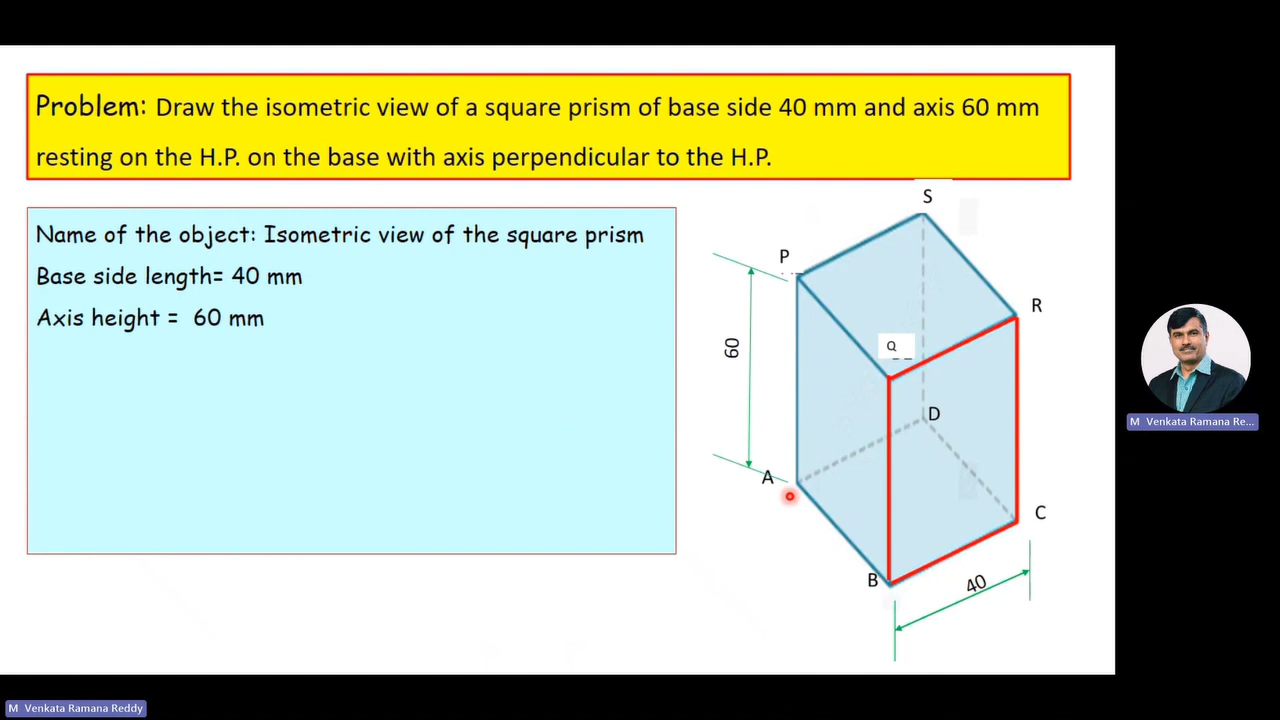 Problem: Draw the isometric view of a square prism of base side 40 mm and axis 60 mm
resting on the H.P. on the base with axis perpendicular to the H.P.
Name of the object: Isometric view of the square prism
Base side length= 40 mm
Axis height = 60 mm
S
P
R
60
Q
D
A
C
B
40
M Venkata Ramana Re...
M Venkata Ramana Reddy